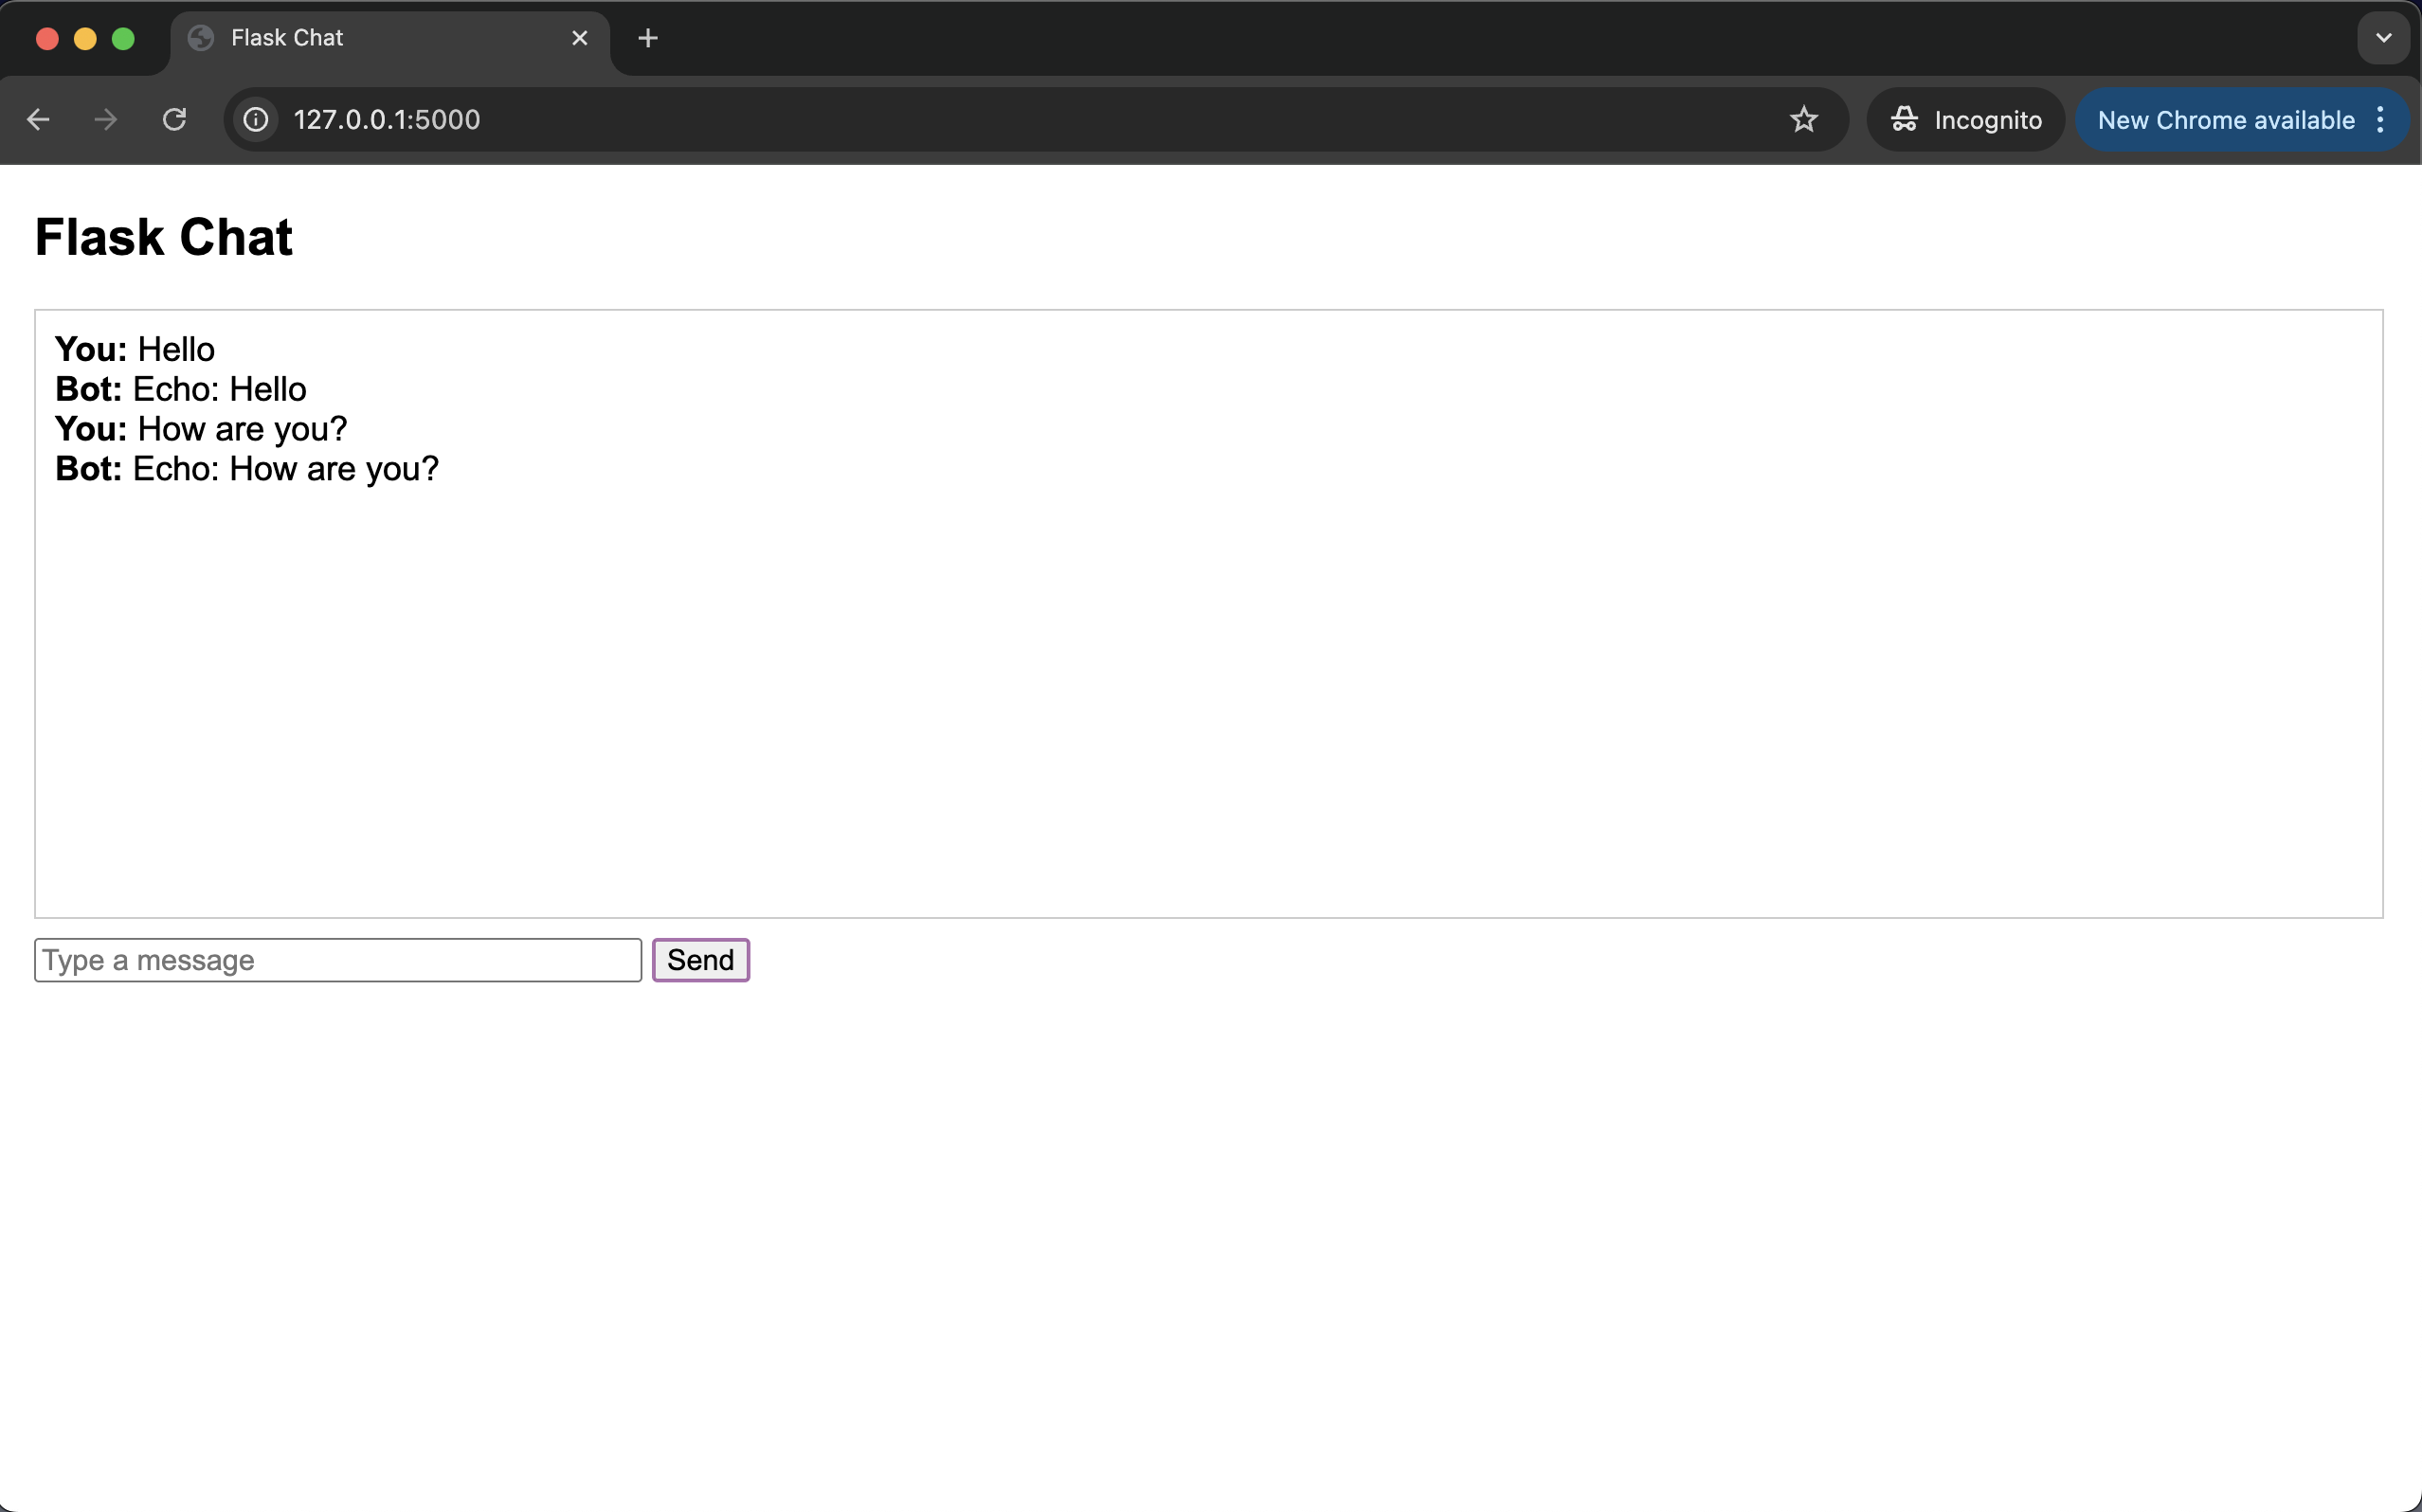 Flask Chat
127.0.0.1:5000
Incognito
New Chrome available
Flask Chat
You: Hello
Bot: Echo: Hello
You: How are you?
Bot: Echo: How are you?
Type a message
Send